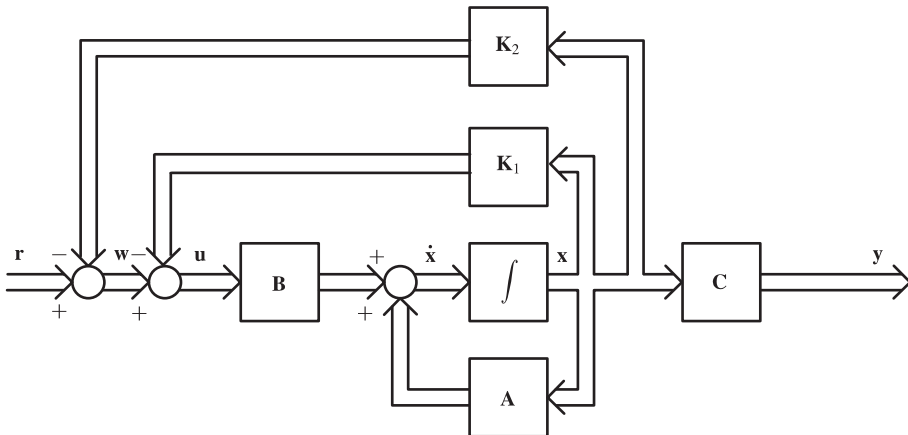 K₂
K₁
r − w − u + ẋ x y
B ∫ C
+ + +
A